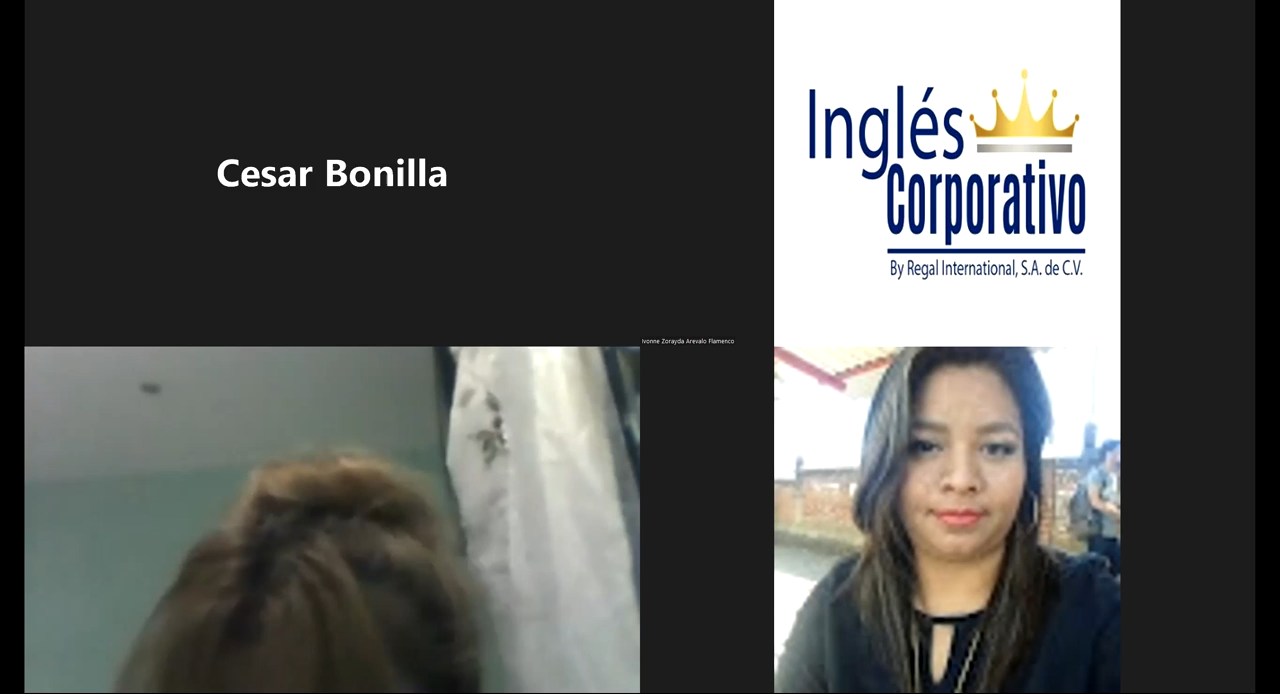 Cesar Bonilla
Inglés
Corporativo
By Regal International, S.A. de C.V.
Ivonne Zorayda Arevalo Flamenco